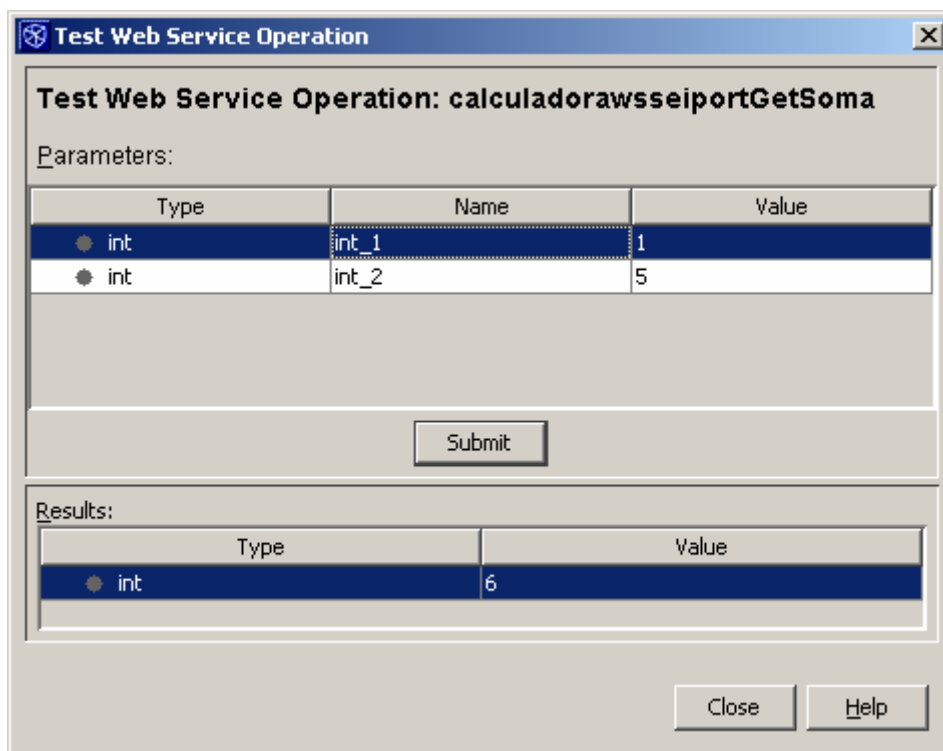 Test Web Service Operation
Test Web Service Operation: calculadorawsseiportGetSoma
Parameters:
Type Name Value
int int_1 1
int int_2 5
Submit
Results:
Type Value
int 6
Close Help